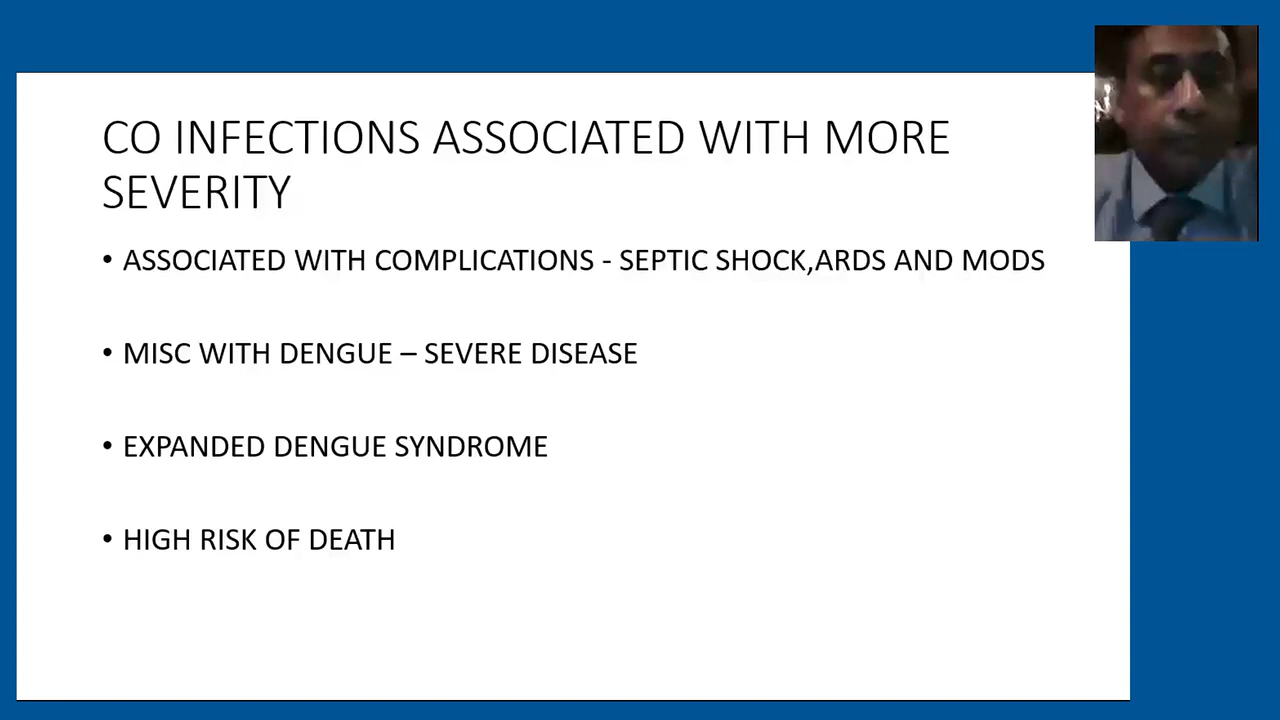 CO INFECTIONS ASSOCIATED WITH MORE
SEVERITY
• ASSOCIATED WITH COMPLICATIONS - SEPTIC SHOCK,ARDS AND MODS
• MISC WITH DENGUE – SEVERE DISEASE
• EXPANDED DENGUE SYNDROME
• HIGH RISK OF DEATH